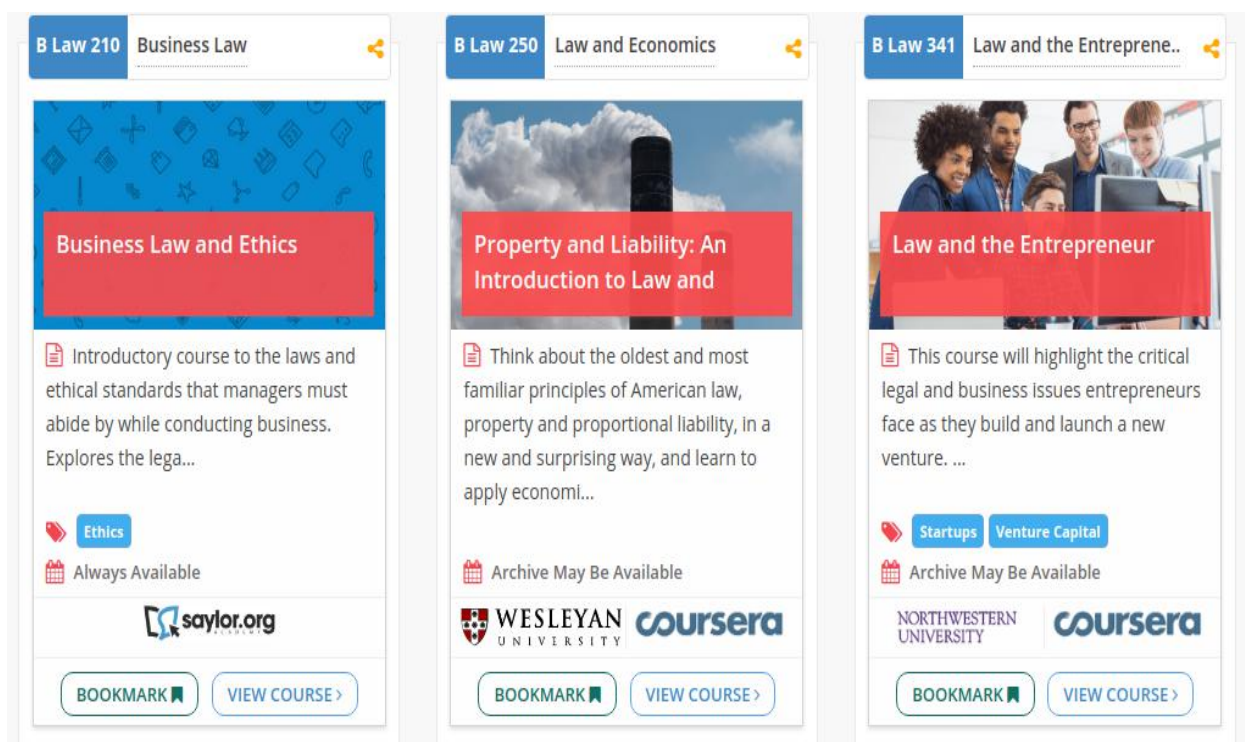 B Law 210 Business Law
Business Law and Ethics
Introductory course to the laws and
ethical standards that managers must
abide by while conducting business.
Explores the lega...
Ethics
Always Available
saylor.org
ACADEMY
BOOKMARK
VIEW COURSE >
B Law 250 Law and Economics
Property and Liability: An
Introduction to Law and
Think about the oldest and most
familiar principles of American law,
property and proportional liability, in a
new and surprising way, and learn to
apply economi...
Archive May Be Available
WESLEYAN
UNIVERSITY
coursera
BOOKMARK
VIEW COURSE >
B Law 341 Law and the Entreprene..
Law and the Entrepreneur
This course will highlight the critical
legal and business issues entrepreneurs
face as they build and launch a new
venture. ...
Startups Venture Capital
Archive May Be Available
NORTHWESTERN
UNIVERSITY
coursera
BOOKMARK
VIEW COURSE >